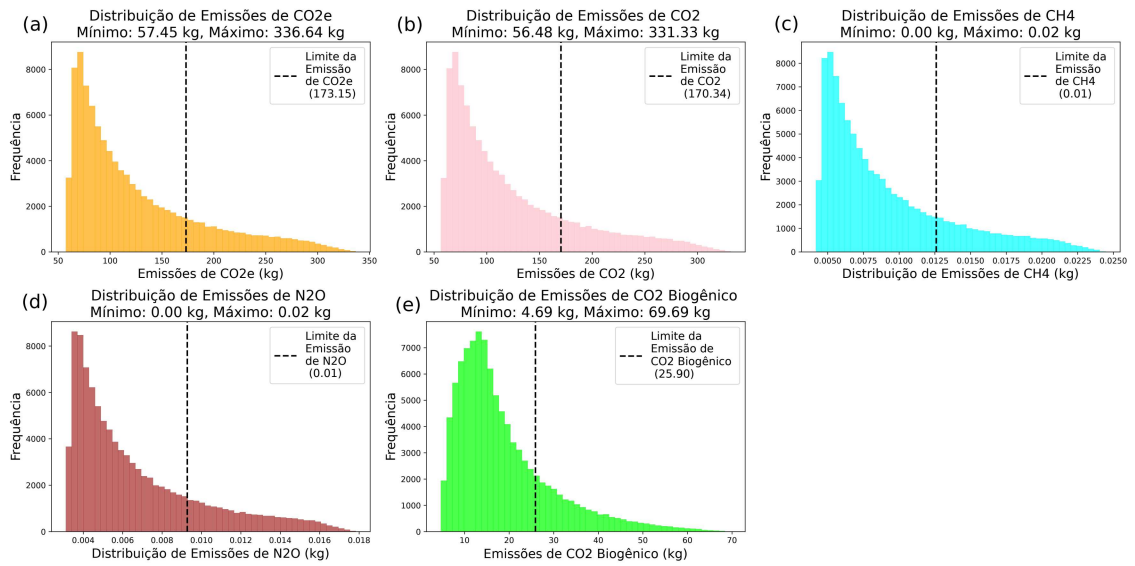 (a)
Distribuição de Emissões de CO2e
Mínimo: 57.45 kg, Máximo: 336.64 kg
Frequência
8000
6000
4000
2000
0
50
100
150
200
250
300
350
Emissões de CO2e (kg)
Limite da
Emissão
de CO2e
(173.15)
(b)
Distribuição de Emissões de CO2
Mínimo: 56.48 kg, Máximo: 331.33 kg
Frequência
8000
6000
4000
2000
0
50
100
150
200
250
300
Emissões de CO2 (kg)
Limite da
Emissão
de CO2
(170.34)
(c)
Distribuição de Emissões de CH4
Mínimo: 0.00 kg, Máximo: 0.02 kg
Frequência
8000
7000
6000
5000
4000
3000
2000
1000
0
0.0050
0.0075
0.0100
0.0125
0.0150
0.0175
0.0200
0.0225
0.0250
Distribuição de Emissões de CH4 (kg)
Limite da
Emissão
de CH4
(0.01)
(d)
Distribuição de Emissões de N2O
Mínimo: 0.00 kg, Máximo: 0.02 kg
Frequência
8000
6000
4000
2000
0
0.004
0.006
0.008
0.010
0.012
0.014
0.016
0.018
Distribuição de Emissões de N2O (kg)
Limite da
Emissão
de N2O
(0.01)
(e)
Distribuição de Emissões de CO2 Biogênico
Mínimo: 4.69 kg, Máximo: 69.69 kg
Frequência
7000
6000
5000
4000
3000
2000
1000
0
10
20
30
40
50
60
70
Emissões de CO2 Biogênico (kg)
Limite da
Emissão de
CO2 Biogênico
(25.90)